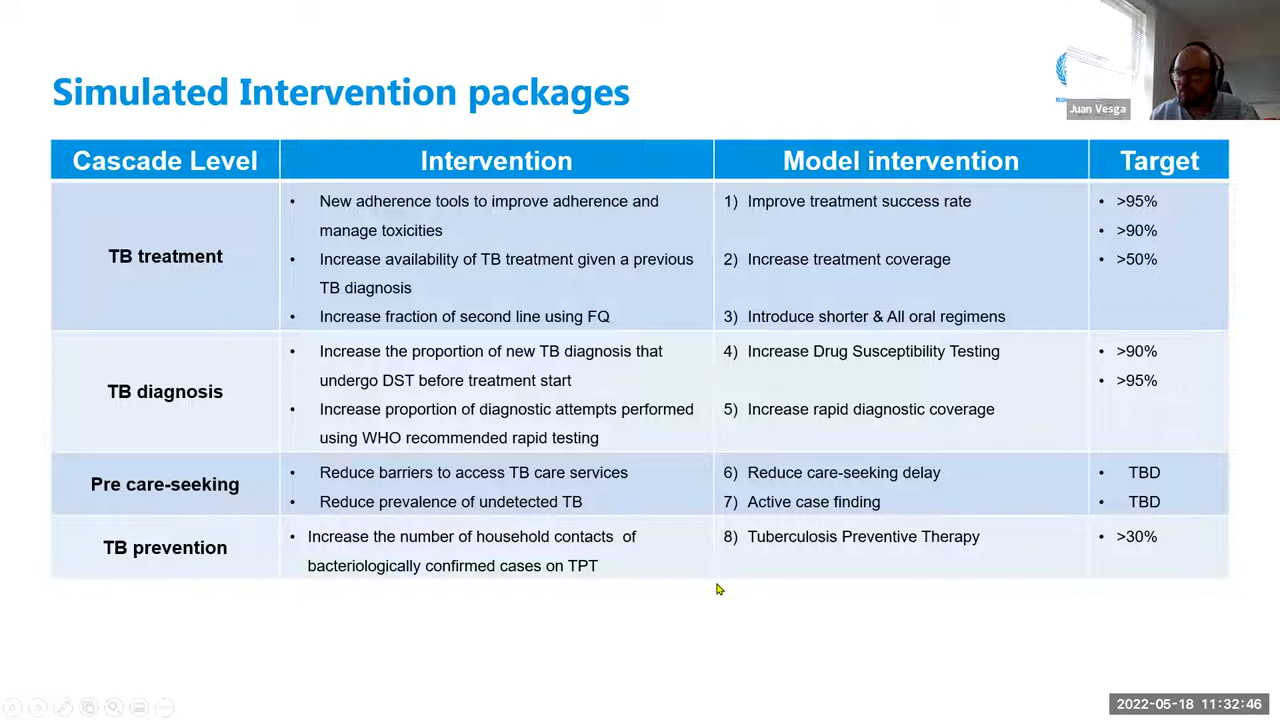 Simulated Intervention packages
Juan Vesga
Cascade Level
Intervention
Model intervention
Target
TB treatment
• New adherence tools to improve adherence and
manage toxicities
• Increase availability of TB treatment given a previous
TB diagnosis
• Increase fraction of second line using FQ
1) Improve treatment success rate
2) Increase treatment coverage
3) Introduce shorter & All oral regimens
• >95%
• >90%
• >50%
TB diagnosis
• Increase the proportion of new TB diagnosis that
undergo DST before treatment start
• Increase proportion of diagnostic attempts performed
using WHO recommended rapid testing
4) Increase Drug Susceptibility Testing
5) Increase rapid diagnostic coverage
• >90%
• >95%
Pre care-seeking
• Reduce barriers to access TB care services
• Reduce prevalence of undetected TB
6) Reduce care-seeking delay
7) Active case finding
• TBD
• TBD
TB prevention
• Increase the number of household contacts of
bacteriologically confirmed cases on TPT
8) Tuberculosis Preventive Therapy
• >30%
2022-05-18 11:32:46